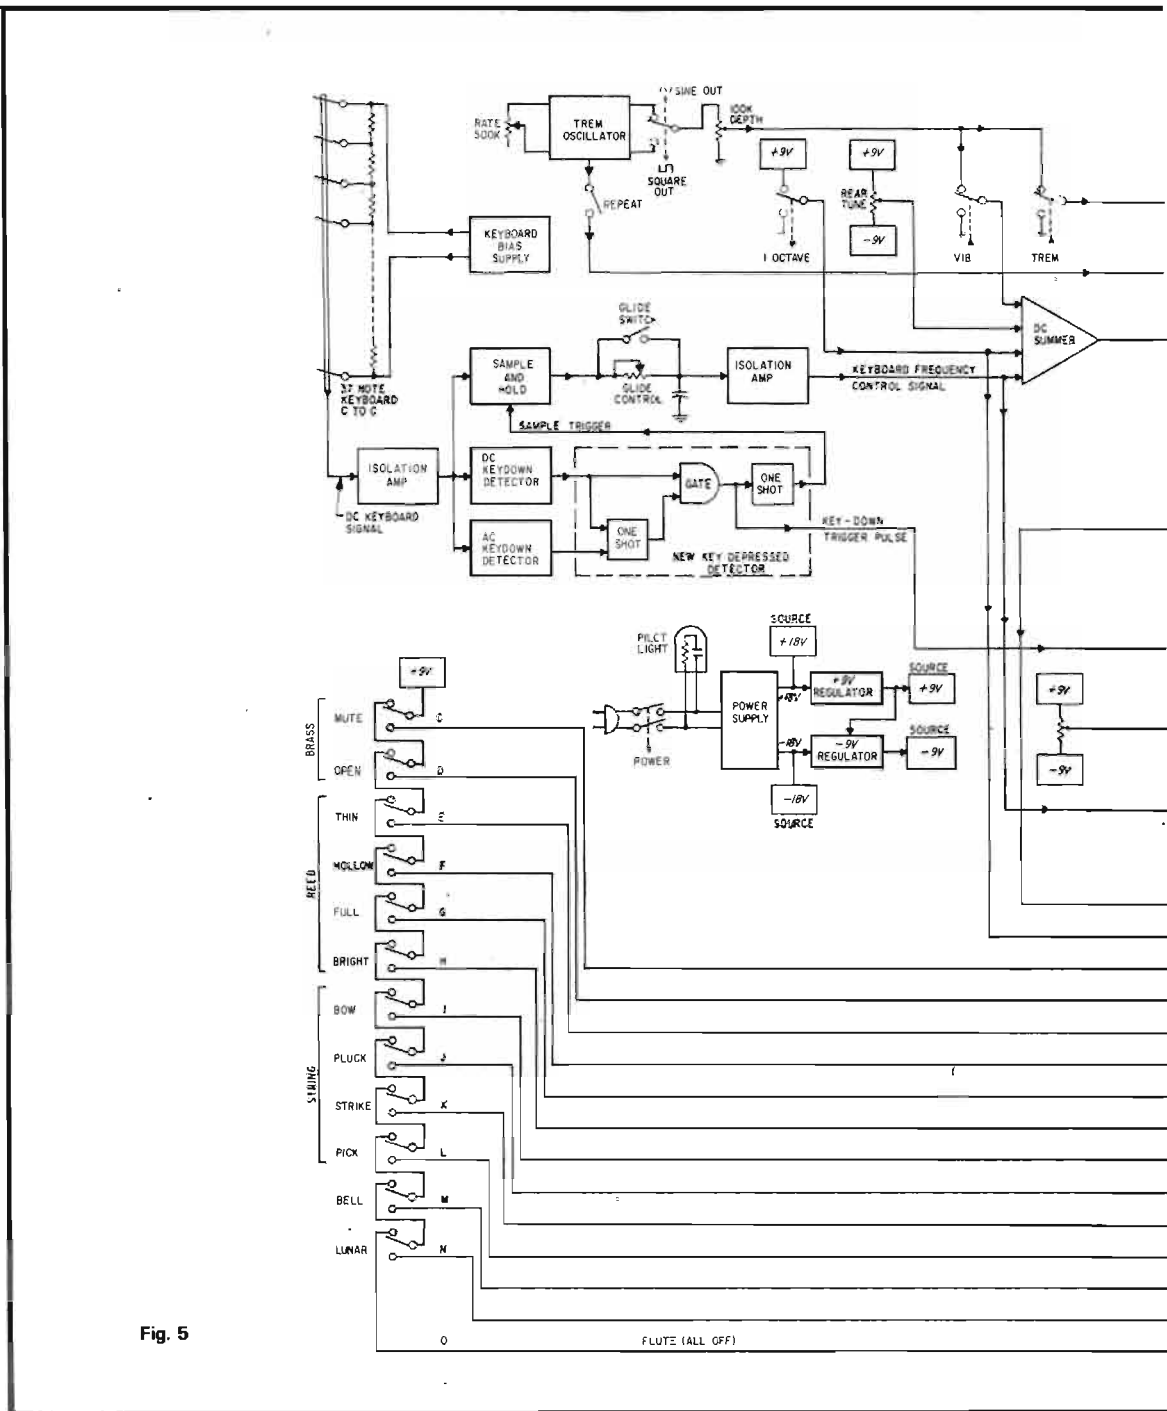 SINE OUT
RATE
500K
TREM
OSCILLATOR
100K
DEPTH
SQUARE
OUT
REPEAT
+9V
+9V
REAR
TUNE
-9V
1 OCTAVE
VIB
TREM
KEYBOARD
BIAS
SUPPLY
DC
SUMMER
GLIDE
SWITCH
SAMPLE
AND
HOLD
GLIDE
CONTROL
ISOLATION
AMP
KEYBOARD FREQUENCY
CONTROL SIGNAL
37 NOTE
KEYBOARD
C TO C
SAMPLE TRIGGER
ISOLATION
AMP
DC
KEYDOWN
DETECTOR
GATE
ONE
SHOT
DC KEYBOARD
SIGNAL
AC
KEYDOWN
DETECTOR
ONE
SHOT
KEY-DOWN
TRIGGER PULSE
NEW KEY DEPRESSED
DETECTOR
PILOT
LIGHT
SOURCE
+18V
POWER
SUPPLY
+18V
+9V
REGULATOR
SOURCE
+9V
-18V
-9V
REGULATOR
SOURCE
-9V
POWER
-18V
SOURCE
+9V
-9V
+9V
BRASS
MUTE
C
OPEN
D
REED
THIN
E
HOLLOW
F
FULL
G
BRIGHT
H
STRING
BOW
I
PLUCK
J
STRIKE
K
PICK
L
BELL
M
LUNAR
N
O
FLUTE (ALL OFF)
Fig. 5